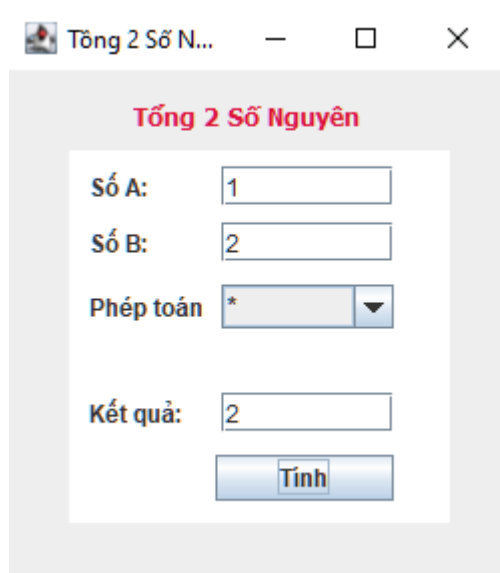 Tổng 2 Số N...
Tổng 2 Số Nguyên
Số A: 1
Số B: 2
Phép toán *
Kết quả: 2
Tính